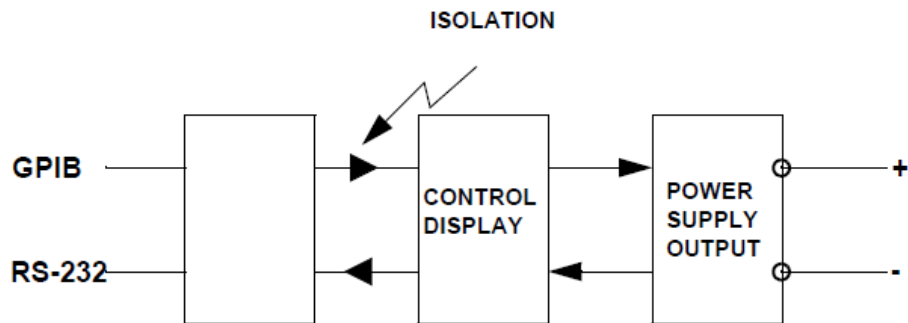 ISOLATION
GPIB
RS-232
CONTROL
DISPLAY
POWER
SUPPLY
OUTPUT
+
-